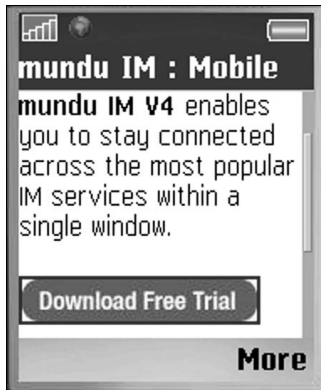 mundu IM : Mobile
mundu IM V4 enables
you to stay connected
across the most popular
IM services within a
single window.
Download Free Trial
More